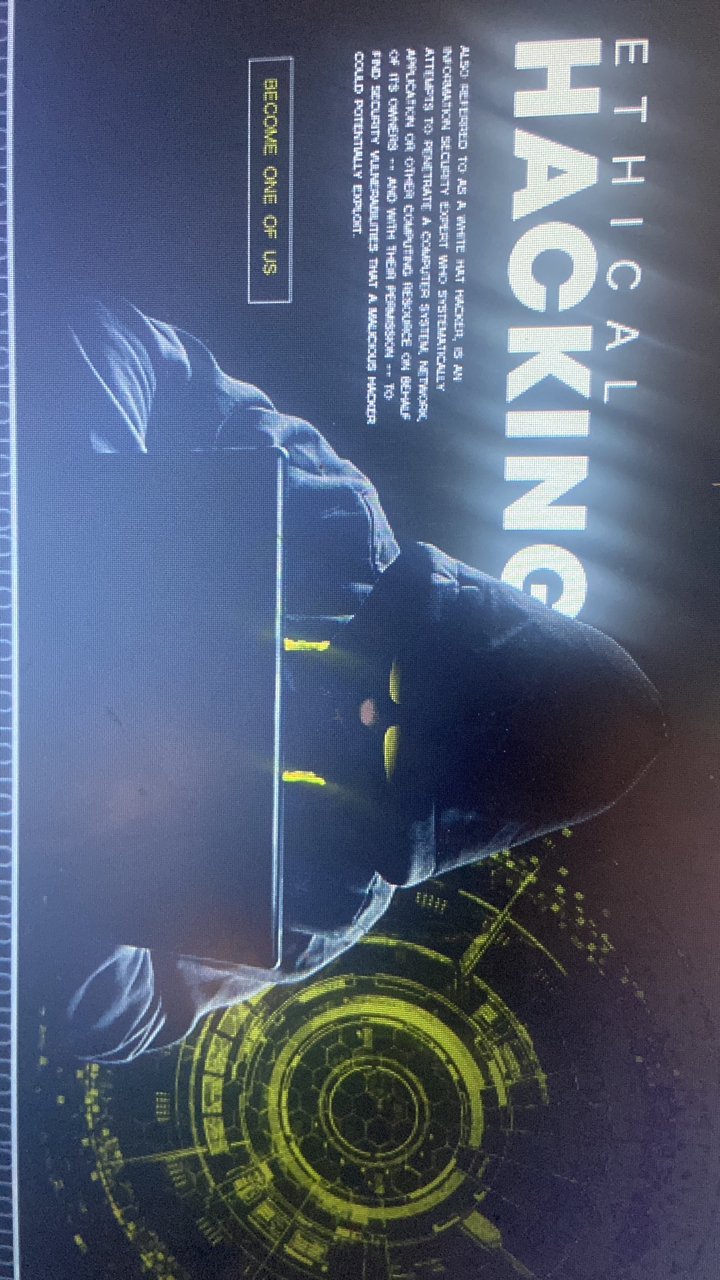 ETHICAL
HACKING
ALSO REFERRED TO AS A WHITE HAT HACKER, IS AN
INFORMATION SECURITY EXPERT WHO SYSTEMATICALLY
ATTEMPTS TO PENETRATE A COMPUTER SYSTEM, NETWORK,
APPLICATION OR OTHER COMPUTING RESOURCE ON BEHALF
OF ITS OWNERS -- AND WITH THEIR PERMISSION -- TO
FIND SECURITY VULNERABILITIES THAT A MALICIOUS HACKER
COULD POTENTIALLY EXPLOIT.
BECOME ONE OF US